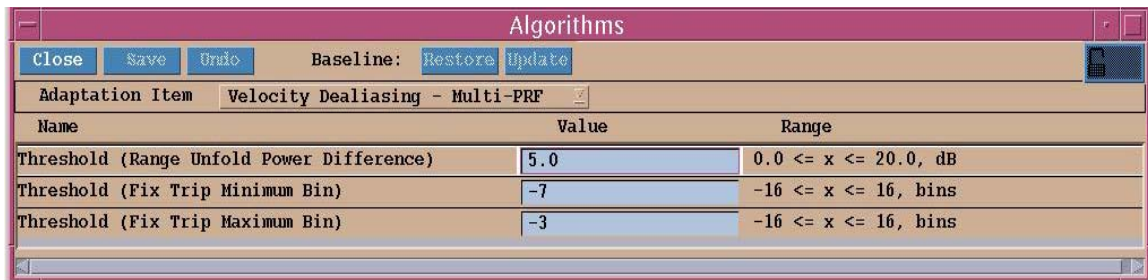 Algorithms
Close Save Undo Baseline: Restore Update
Adaptation Item Velocity Dealiasing - Multi-PRF
Name Value Range
Threshold (Range Unfold Power Difference) 5.0 0.0 <= x <= 20.0, dB
Threshold (Fix Trip Minimum Bin) -7 -16 <= x <= 16, bins
Threshold (Fix Trip Maximum Bin) -3 -16 <= x <= 16, bins